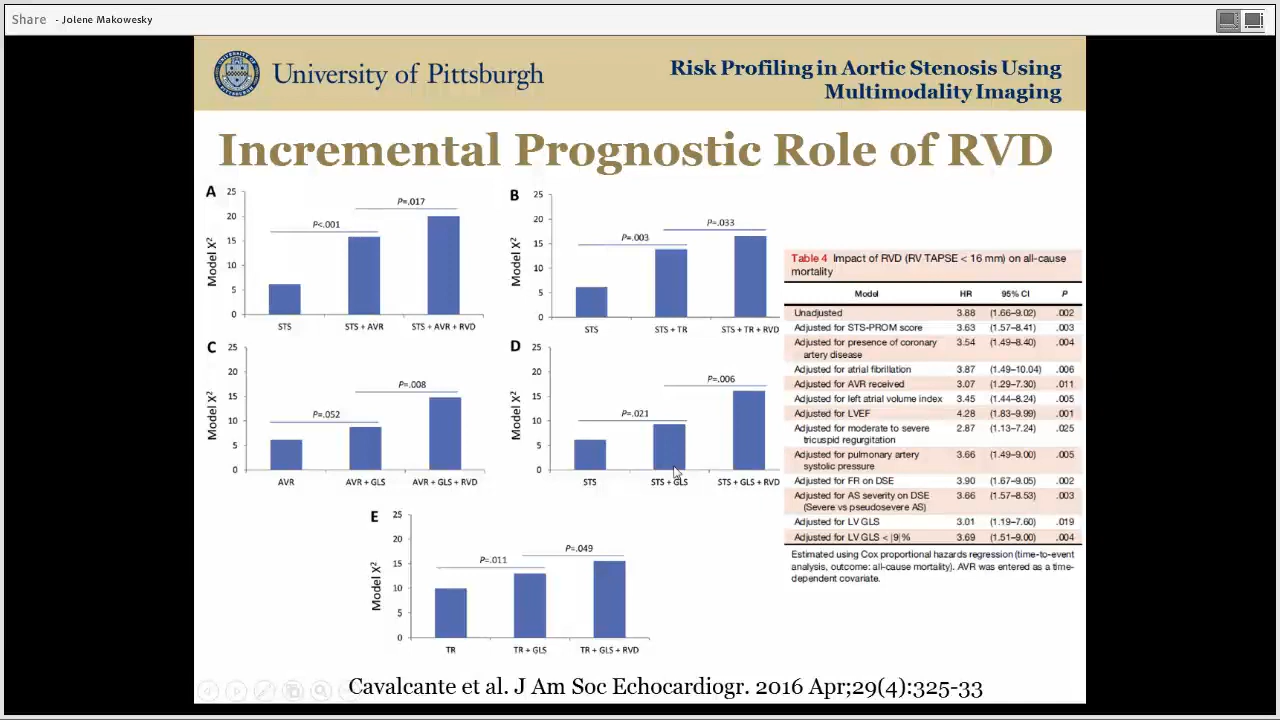 Share - Jolene Makowesky
University of Pittsburgh
Risk Profiling in Aortic Stenosis Using
Multimodality Imaging
Incremental Prognostic Role of RVD
A
25
20
15
10
5
0
Model X²
P<.001
P=.017
STS
STS + AVR
STS + AVR + RVD
B
25
20
15
10
5
0
Model X²
P=.003
P=.033
STS
STS + TR
STS + TR + RVD
C
25
20
15
10
5
0
Model X²
P=.052
P=.008
AVR
AVR + GLS
AVR + GLS + RVD
D
25
20
15
10
5
0
Model X²
P=.021
P=.006
STS
STS + GLS
STS + GLS + RVD
E
25
20
15
10
5
0
Model X²
P=.011
P=.049
TR
TR + GLS
TR + GLS + RVD
Table 4 Impact of RVD (RV TAPSE < 16 mm) on all-cause
mortality
Model HR 95% CI P
Unadjusted 3.88 (1.66–9.02) .002
Adjusted for STS-PROM score 3.63 (1.57–8.41) .003
Adjusted for presence of coronary 3.54 (1.49–8.40) .004
artery disease
Adjusted for atrial fibrillation 3.87 (1.49–10.04) .006
Adjusted for AVR received 3.07 (1.29–7.30) .011
Adjusted for left atrial volume index 3.45 (1.44–8.24) .005
Adjusted for LVEF 4.28 (1.83–9.99) .001
Adjusted for moderate to severe 2.87 (1.13–7.24) .025
tricuspid regurgitation
Adjusted for pulmonary artery 3.66 (1.49–9.00) .005
systolic pressure
Adjusted for FR on DSE 3.90 (1.67–9.05) .002
Adjusted for AS severity on DSE 3.66 (1.57–8.53) .003
(Severe vs pseudosevere AS)
Adjusted for LV GLS 3.01 (1.19–7.60) .019
Adjusted for LV GLS < |9|% 3.69 (1.51–9.00) .004
Estimated using Cox proportional hazards regression (time-to-event
analysis, outcome: all-cause mortality). AVR was entered as a time-
dependent covariate.
Cavalcante et al. J Am Soc Echocardiogr. 2016 Apr;29(4):325-33